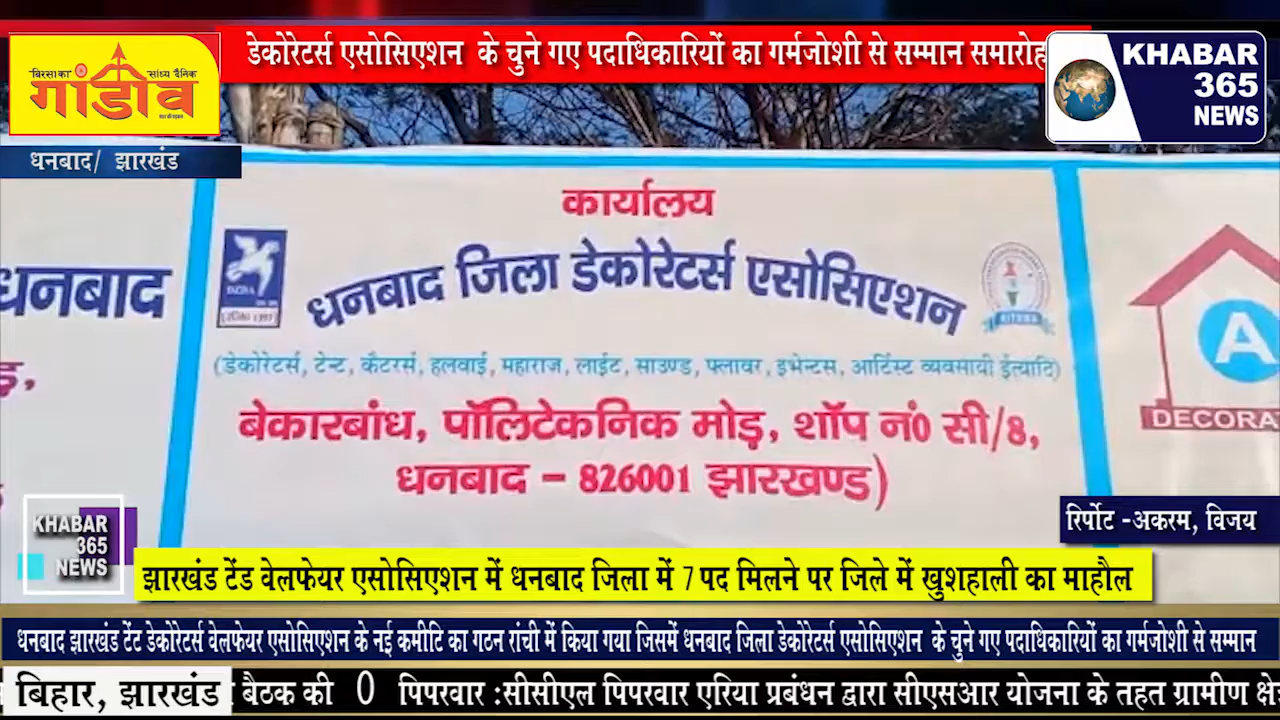 डेकोरेटर्स एसोसिएशन के चुने गए पदाधिकारियों का गर्मजोशी से सम्मान समारोह
बिरसा का सांध्य दैनिक
गांडीव
KHABAR
365
NEWS
धनबाद/ झारखंड
कार्यालय
धनबाद जिला डेकोरेटर्स एसोसिएशन
(डेकोरेटर्स, टेन्ट, कैटरर्स, हलवाई, महाराज, लाईट, साउण्ड, फ्लावर, इभेन्टस, आर्टिस्ट व्यवसायी ईत्यादि)
बेकारबांध, पॉलिटेकनिक मोड़, शॉप नं0 सी/8,
धनबाद – 826001 झारखण्ड)
धनबाद
ड़,
A
DECORA
रिर्पोट -अकरम, विजय
KHABAR
365
NEWS
झारखंड टेंड वेलफेयर एसोसिएशन में धनबाद जिला में 7 पद मिलने पर जिले में खुशहाली का माहौल
धनबाद झारखंड टेंट डेकोरेटर्स वेलफेयर एसोसिएशन के नई कमीटि का गठन रांची में किया गया जिसमें धनबाद जिला डेकोरेटर्स एसोसिएशन के चुने गए पदाधिकारियों का गर्मजोशी से सम्मान
बिहार, झारखंड बैठक की 0 पिपरवार :सीसीएल पिपरवार एरिया प्रबंधन द्वारा सीएसआर योजना के तहत ग्रामीण क्षे